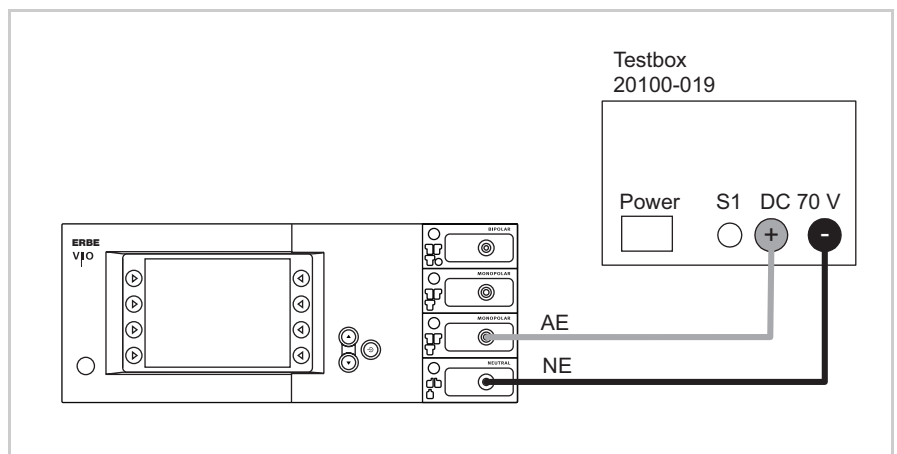 Testbox
20100-019
Power S1 DC 70 V
+ -
ERBE
VIO
BIPOLAR
MONOPOLAR
MONOPOLAR
NEUTRAL
AE
NE